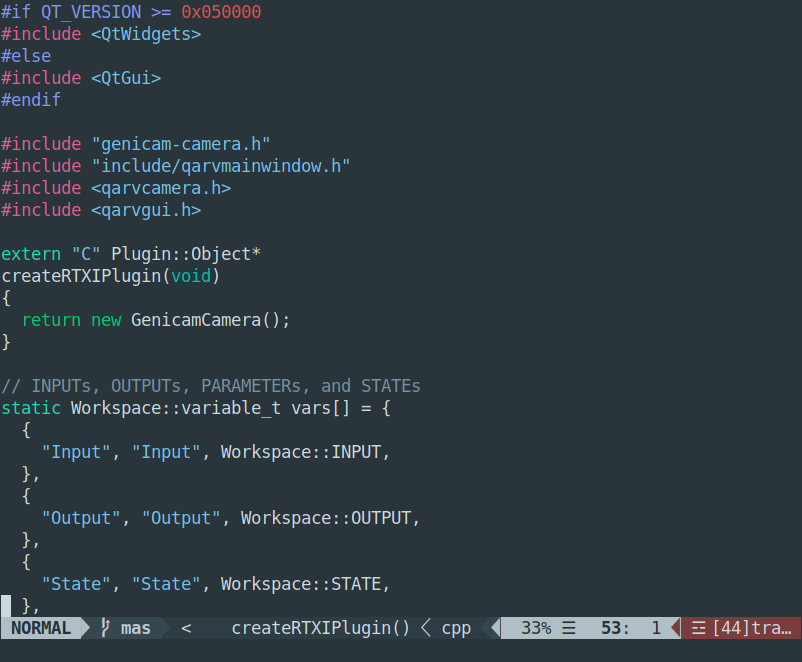 #if QT_VERSION >= 0x050000
#include <QtWidgets>
#else
#include <QtGui>
#endif

#include "genicam-camera.h"
#include "include/qarvmainwindow.h"
#include <qarvcamera.h>
#include <qarvgui.h>

extern "C" Plugin::Object*
createRTXIPlugin(void)
{
  return new GenicamCamera();
}

// INPUTs, OUTPUTs, PARAMETERs, and STATEs
static Workspace::variable_t vars[] = {
  {
    "Input", "Input", Workspace::INPUT,
  },
  {
    "Output", "Output", Workspace::OUTPUT,
  },
  {
    "State", "State", Workspace::STATE,
  },
NORMAL mas < createRTXIPlugin() < cpp 33% ☰ 53: 1 ☲ [44]tra…